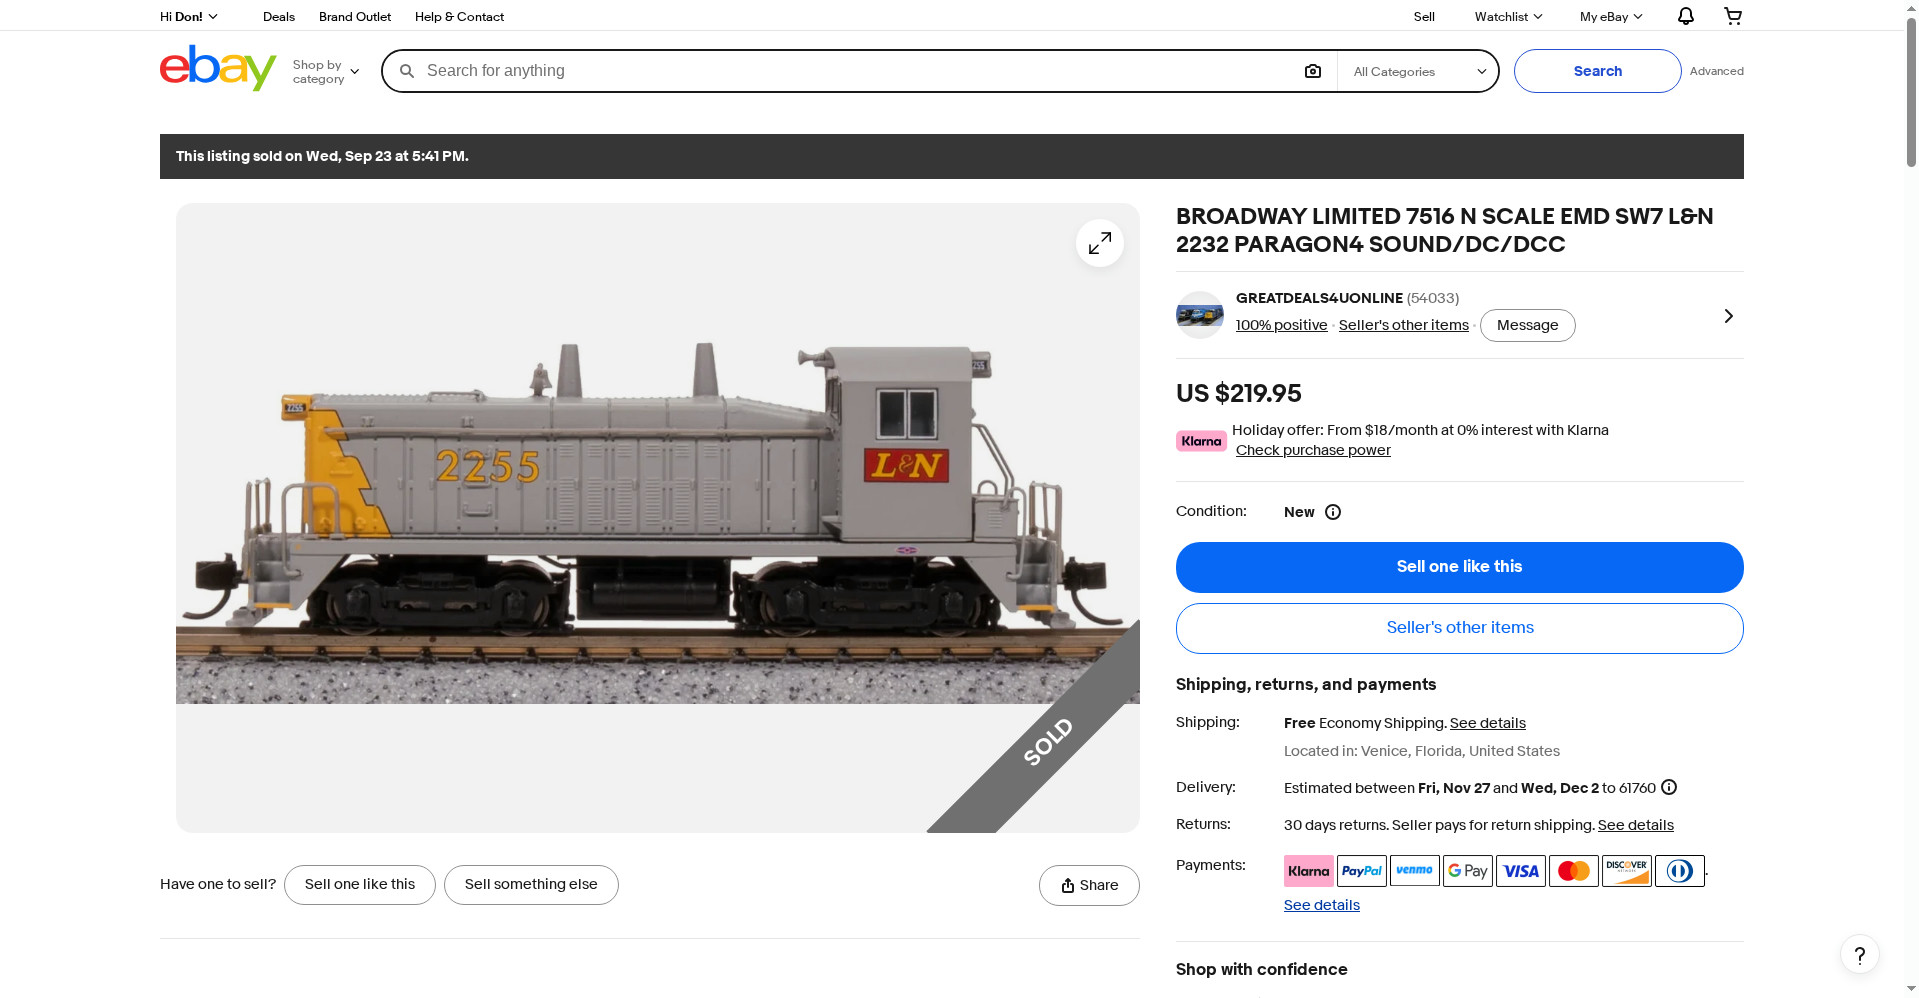 Hi Don!
Deals
Brand Outlet
Help & Contact
Sell
Watchlist
My eBay
ebay
Shop by
category
Search for anything
All Categories
Search
Advanced
This listing sold on Wed, Sep 23 at 5:41 PM.
2255
2255
2255
L&N
SOLD
BROADWAY LIMITED 7516 N SCALE EMD SW7 L&N
2232 PARAGON4 SOUND/DC/DCC
GREATDEALS4UONLINE (54033)
100% positive · Seller's other items · Message
US $219.95
Klarna
Holiday offer: From $18/month at 0% interest with Klarna
Check purchase power
Condition: New
Sell one like this
Seller's other items
Shipping, returns, and payments
Shipping: Free Economy Shipping. See details
Located in: Venice, Florida, United States
Delivery: Estimated between Fri, Nov 27 and Wed, Dec 2 to 61760
Returns: 30 days returns. Seller pays for return shipping. See details
Payments: Klarna PayPal venmo G Pay VISA DISCOVER NETWORK .
See details
Have one to sell? Sell one like this Sell something else
Share
Shop with confidence
?